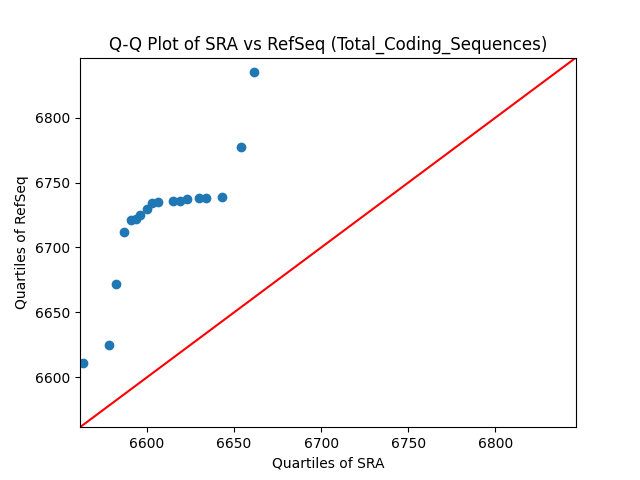 Q-Q Plot of SRA vs RefSeq (Total_Coding_Sequences)
6800
6750
6700
6650
6600
Quartiles of RefSeq
6600 6650 6700 6750 6800
Quartiles of SRA